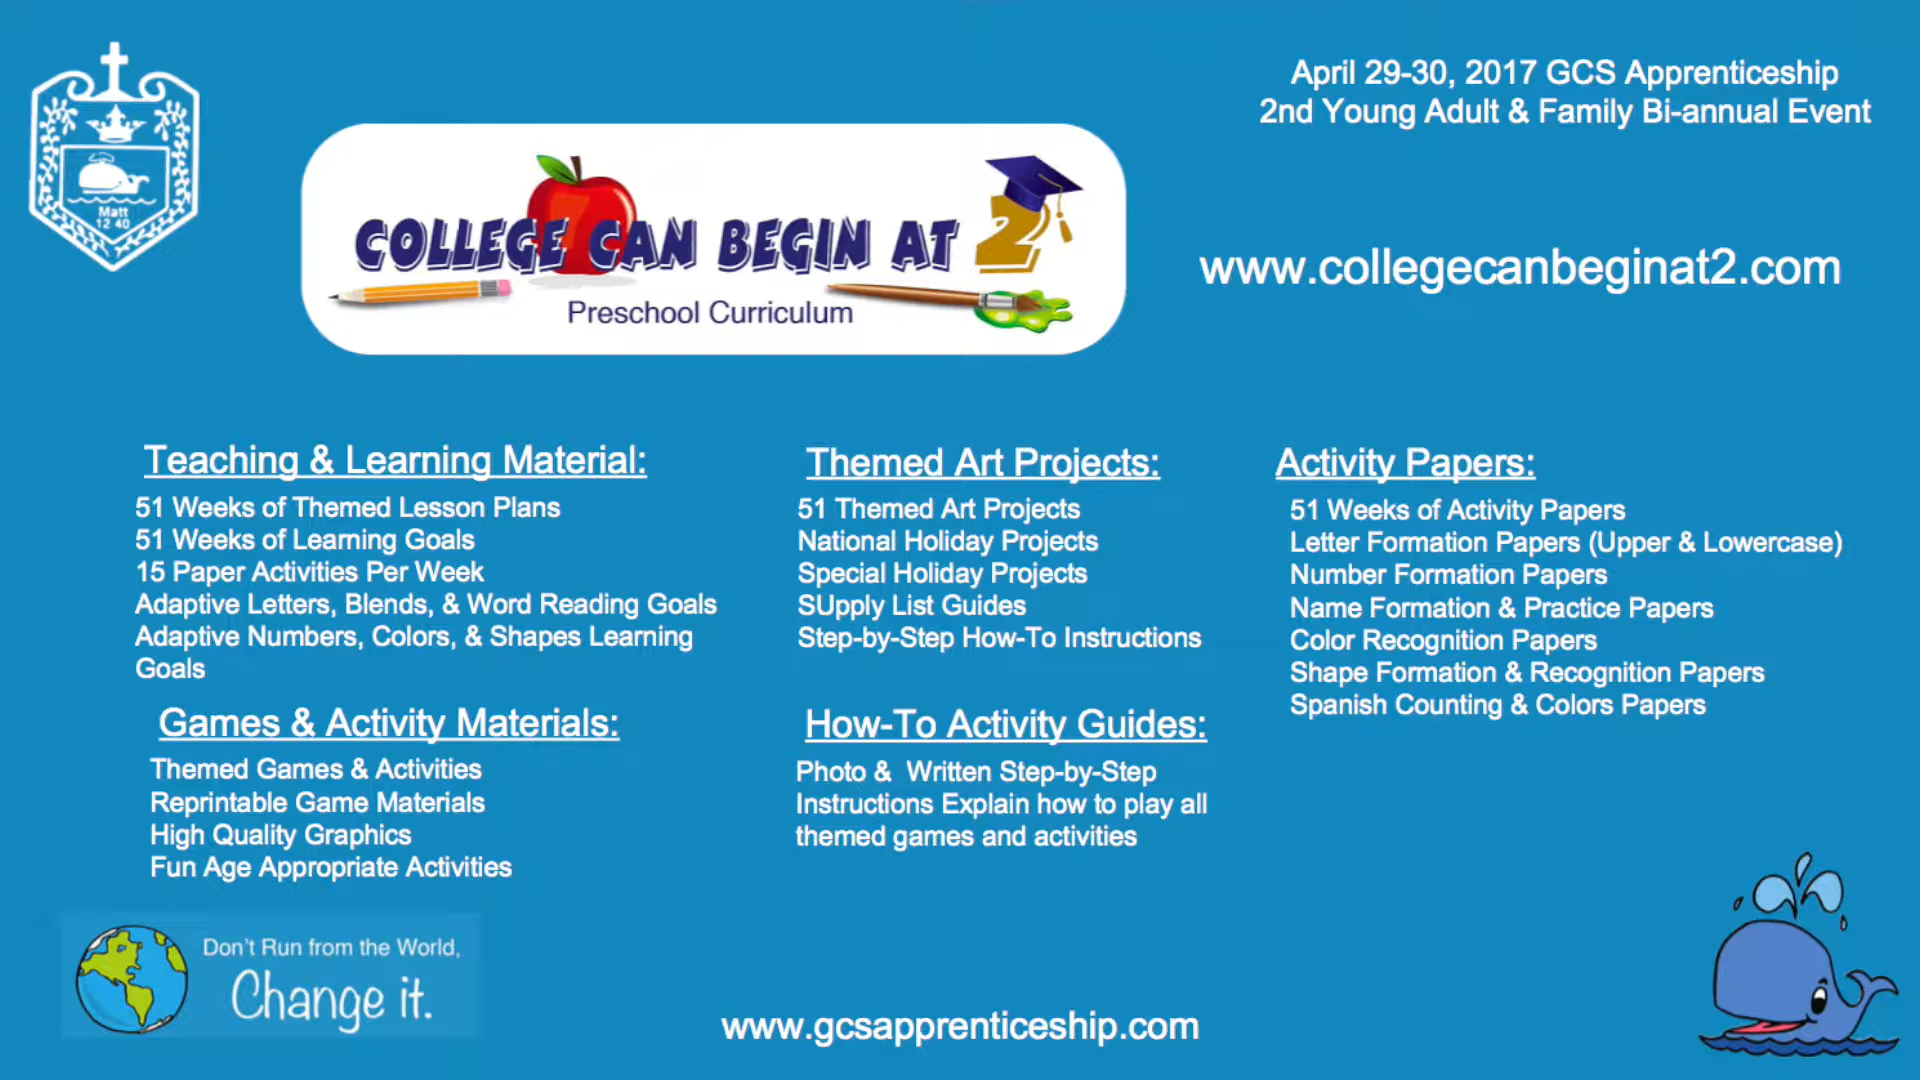 Matt
12 40
April 29-30, 2017 GCS Apprenticeship
2nd Young Adult & Family Bi-annual Event
COLLEGE CAN BEGIN AT 2
Preschool Curriculum
www.collegecanbeginat2.com
Teaching & Learning Material:
51 Weeks of Themed Lesson Plans
51 Weeks of Learning Goals
15 Paper Activities Per Week
Adaptive Letters, Blends, & Word Reading Goals
Adaptive Numbers, Colors, & Shapes Learning
Goals
Themed Art Projects:
51 Themed Art Projects
National Holiday Projects
Special Holiday Projects
SUpply List Guides
Step-by-Step How-To Instructions
Activity Papers:
51 Weeks of Activity Papers
Letter Formation Papers (Upper & Lowercase)
Number Formation Papers
Name Formation & Practice Papers
Color Recognition Papers
Shape Formation & Recognition Papers
Spanish Counting & Colors Papers
Games & Activity Materials:
Themed Games & Activities
Reprintable Game Materials
High Quality Graphics
Fun Age Appropriate Activities
How-To Activity Guides:
Photo & Written Step-by-Step
Instructions Explain how to play all
themed games and activities
Don't Run from the World,
Change it.
www.gcsapprenticeship.com